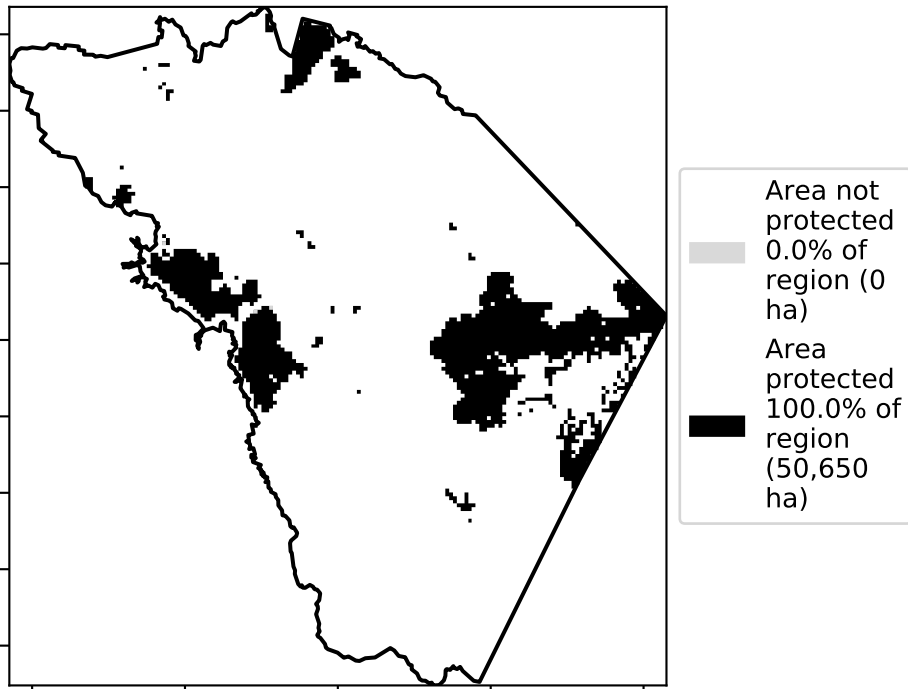 Area not
protected
0.0% of
region (0
ha)
Area
protected
100.0% of
region
(50,650
ha)